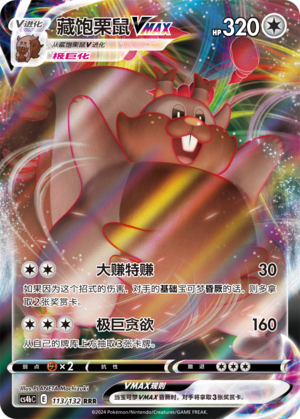 V进化
藏饱栗鼠VMAX
HP 320
从藏饱栗鼠V进化
极巨化
大赚特赚 30
如果因为这个招式的伤害，对手的基础宝可梦昏厥的话，则多拿
取2张奖赏卡。
极巨贪欲 160
从自己的牌库上方抽取3张卡牌。
弱点 ×2 抗性 撤退
Illus. PLANETA Mochizuki
CS4bC E 113/132 RRR
VMAX规则
当宝可梦VMAX昏厥时，对手将拿取3张奖赏卡。
©2024 Pokémon/Nintendo/Creatures/GAME FREAK.